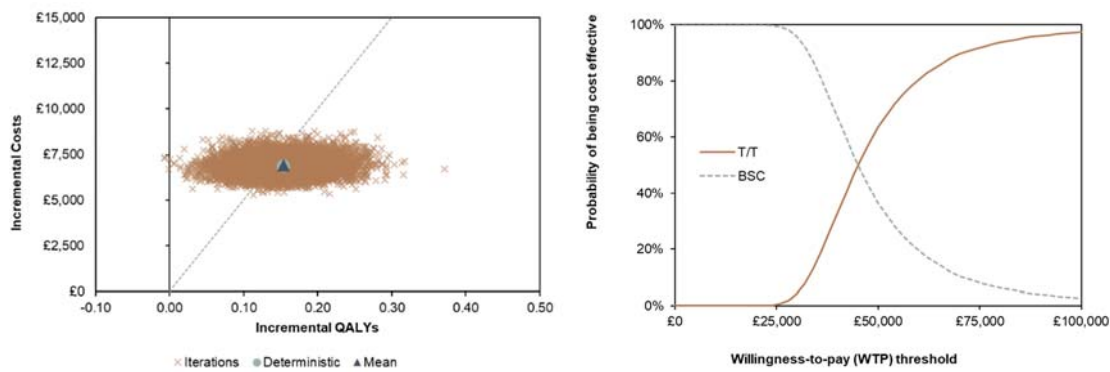 £15,000
£12,500
£10,000
£7,500
£5,000
£2,500
£0
Incremental Costs
-0.10 0.00 0.10 0.20 0.30 0.40 0.50
Incremental QALYs
Iterations Deterministic Mean
100%
80%
60%
40%
20%
0%
Probability of being cost effective
T/T
BSC
£0 £25,000 £50,000 £75,000 £100,000
Willingness-to-pay (WTP) threshold